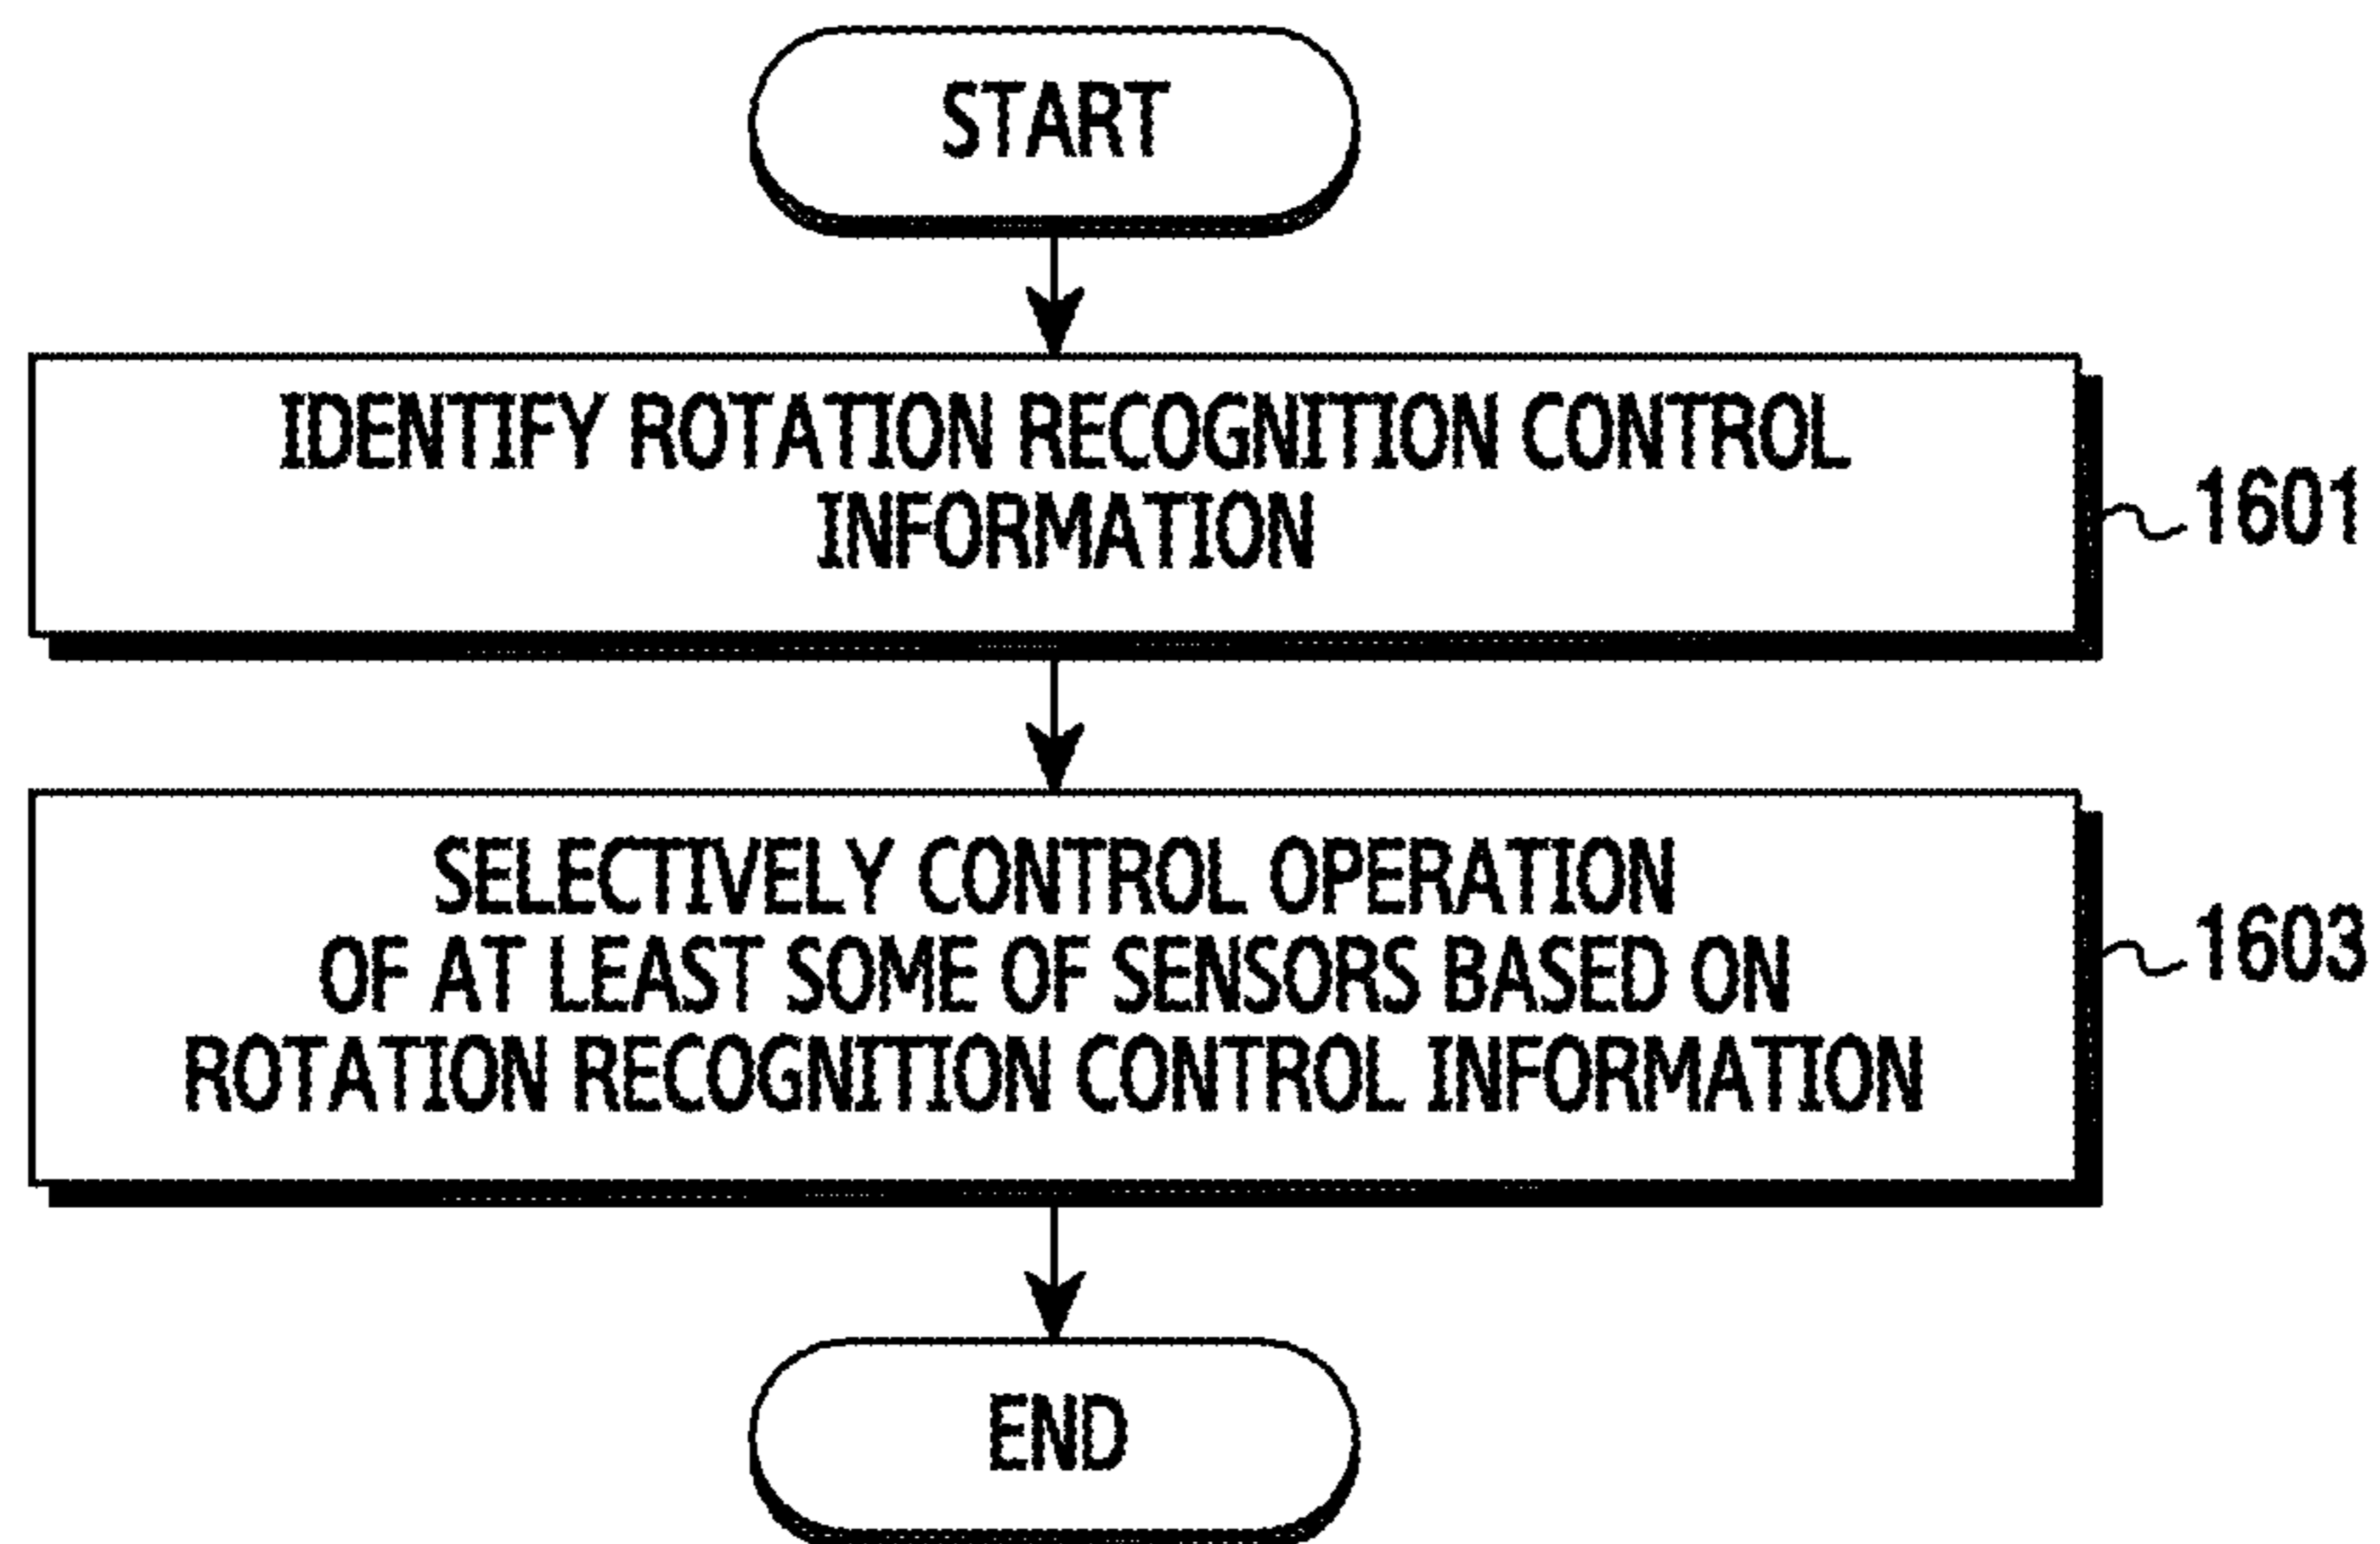 START
IDENTIFY ROTATION RECOGNITION CONTROL
INFORMATION
1601
SELECTIVELY CONTROL OPERATION
OF AT LEAST SOME OF SENSORS BASED ON
ROTATION RECOGNITION CONTROL INFORMATION
1603
END